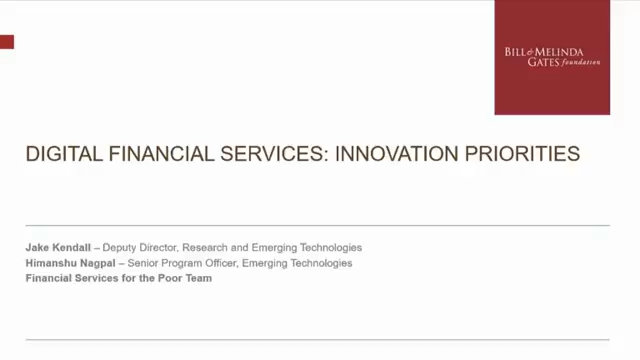 BILL & MELINDA
GATES foundation
DIGITAL FINANCIAL SERVICES: INNOVATION PRIORITIES
Jake Kendall – Deputy Director, Research and Emerging Technologies
Himanshu Nagpal – Senior Program Officer, Emerging Technologies
Financial Services for the Poor Team